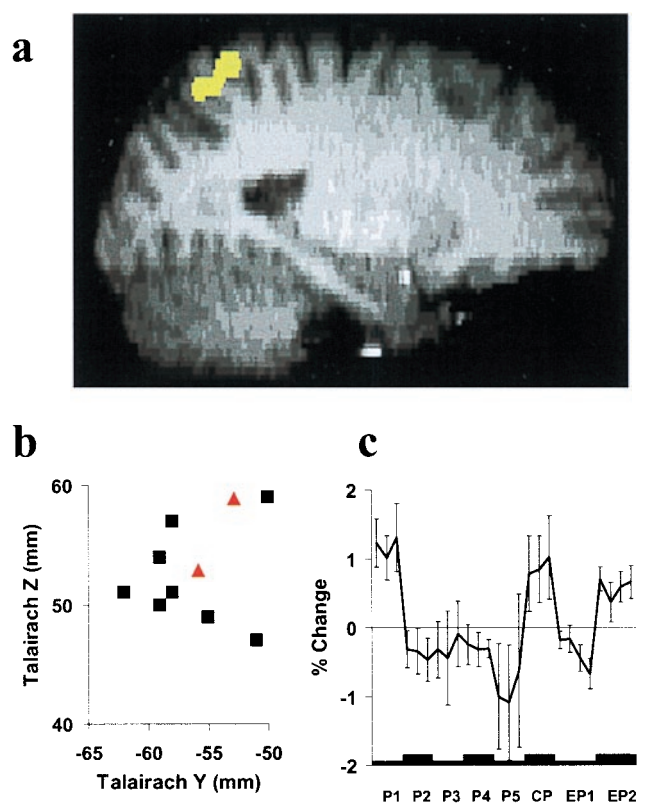 a
b
c
Talairach Z (mm)
60
50
40
-65 -60 -55 -50
Talairach Y (mm)
% Change
2
1
0
-1
-2
P1 P2 P3 P4 P5 CP EP1 EP2